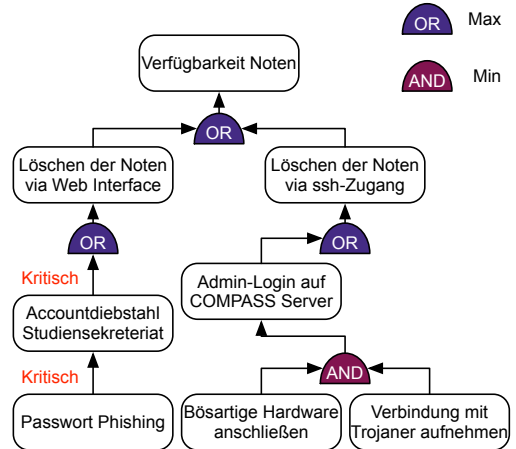 OR Max
Verfügbarkeit Noten
AND Min
OR
Löschen der Noten
via Web Interface
Löschen der Noten
via ssh-Zugang
OR
OR
Kritisch
Admin-Login auf
COMPASS Server
Accountdiebstahl
Studiensekreteriat
Kritisch
AND
Passwort Phishing
Bösartige Hardware
anschließen
Verbindung mit
Trojaner aufnehmen